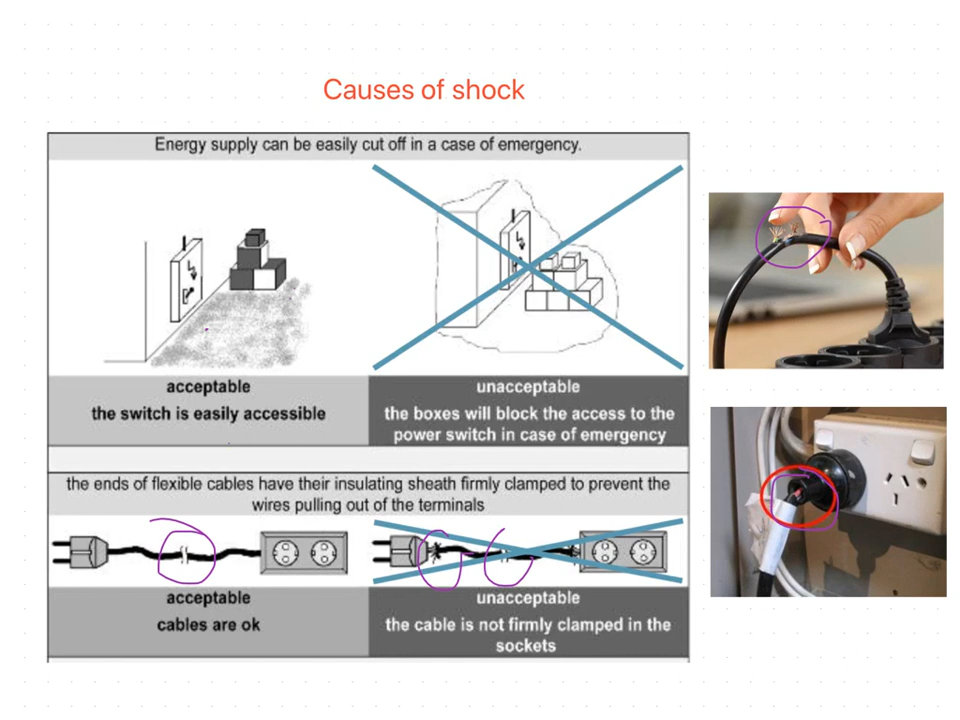 Causes of shock
Energy supply can be easily cut off in a case of emergency.
acceptable
the switch is easily accessible
unacceptable
the boxes will block the access to the
power switch in case of emergency
the ends of flexible cables have their insulating sheath firmly clamped to prevent the
wires pulling out of the terminals
acceptable
cables are ok
unacceptable
the cable is not firmly clamped in the
sockets